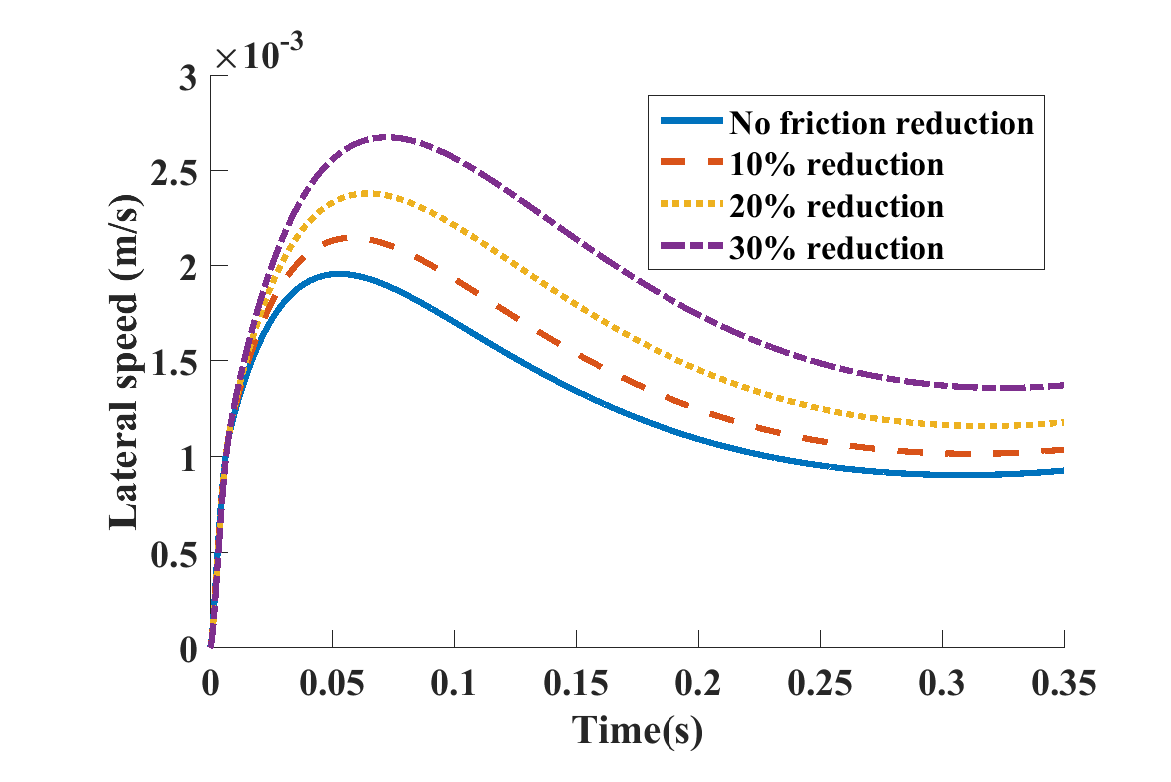 ×10-3
3
2.5
2
1.5
1
0.5
0
Lateral speed (m/s)
No friction reduction
10% reduction
20% reduction
30% reduction
0 0.05 0.1 0.15 0.2 0.25 0.3 0.35
Time(s)